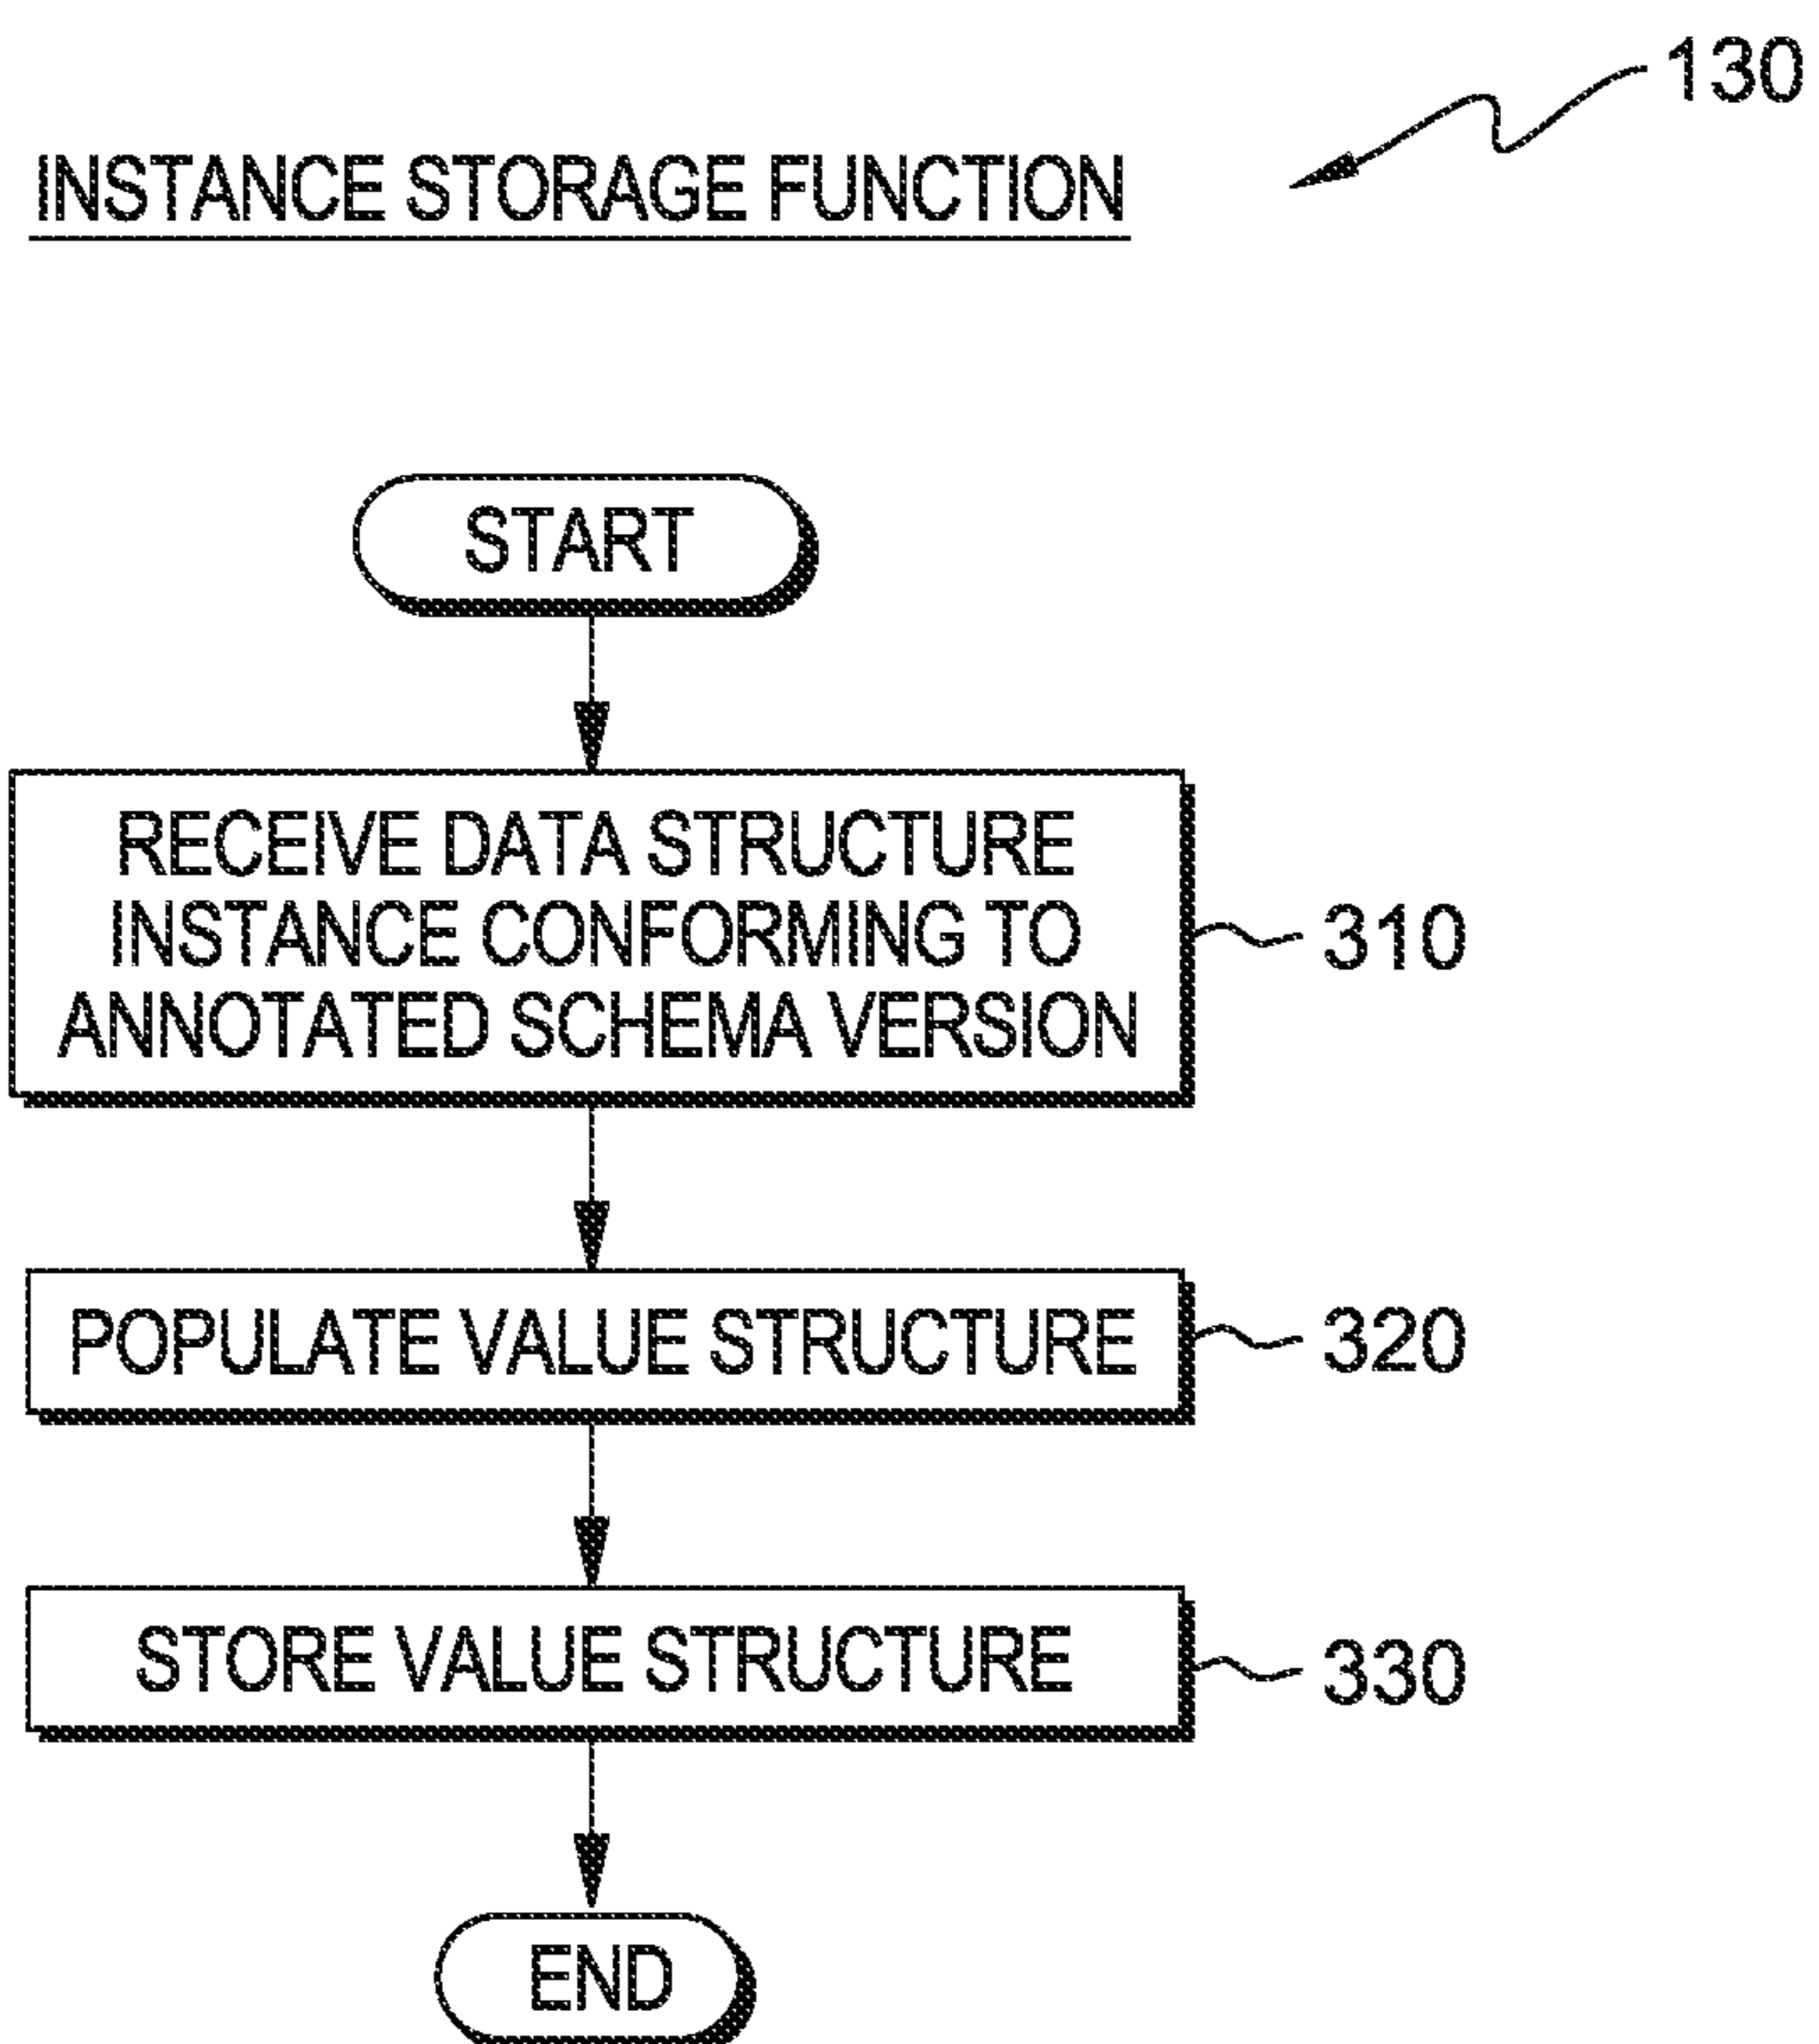 130
INSTANCE STORAGE FUNCTION
START
RECEIVE DATA STRUCTURE
INSTANCE CONFORMING TO
ANNOTATED SCHEMA VERSION
310
POPULATE VALUE STRUCTURE
320
STORE VALUE STRUCTURE
330
END